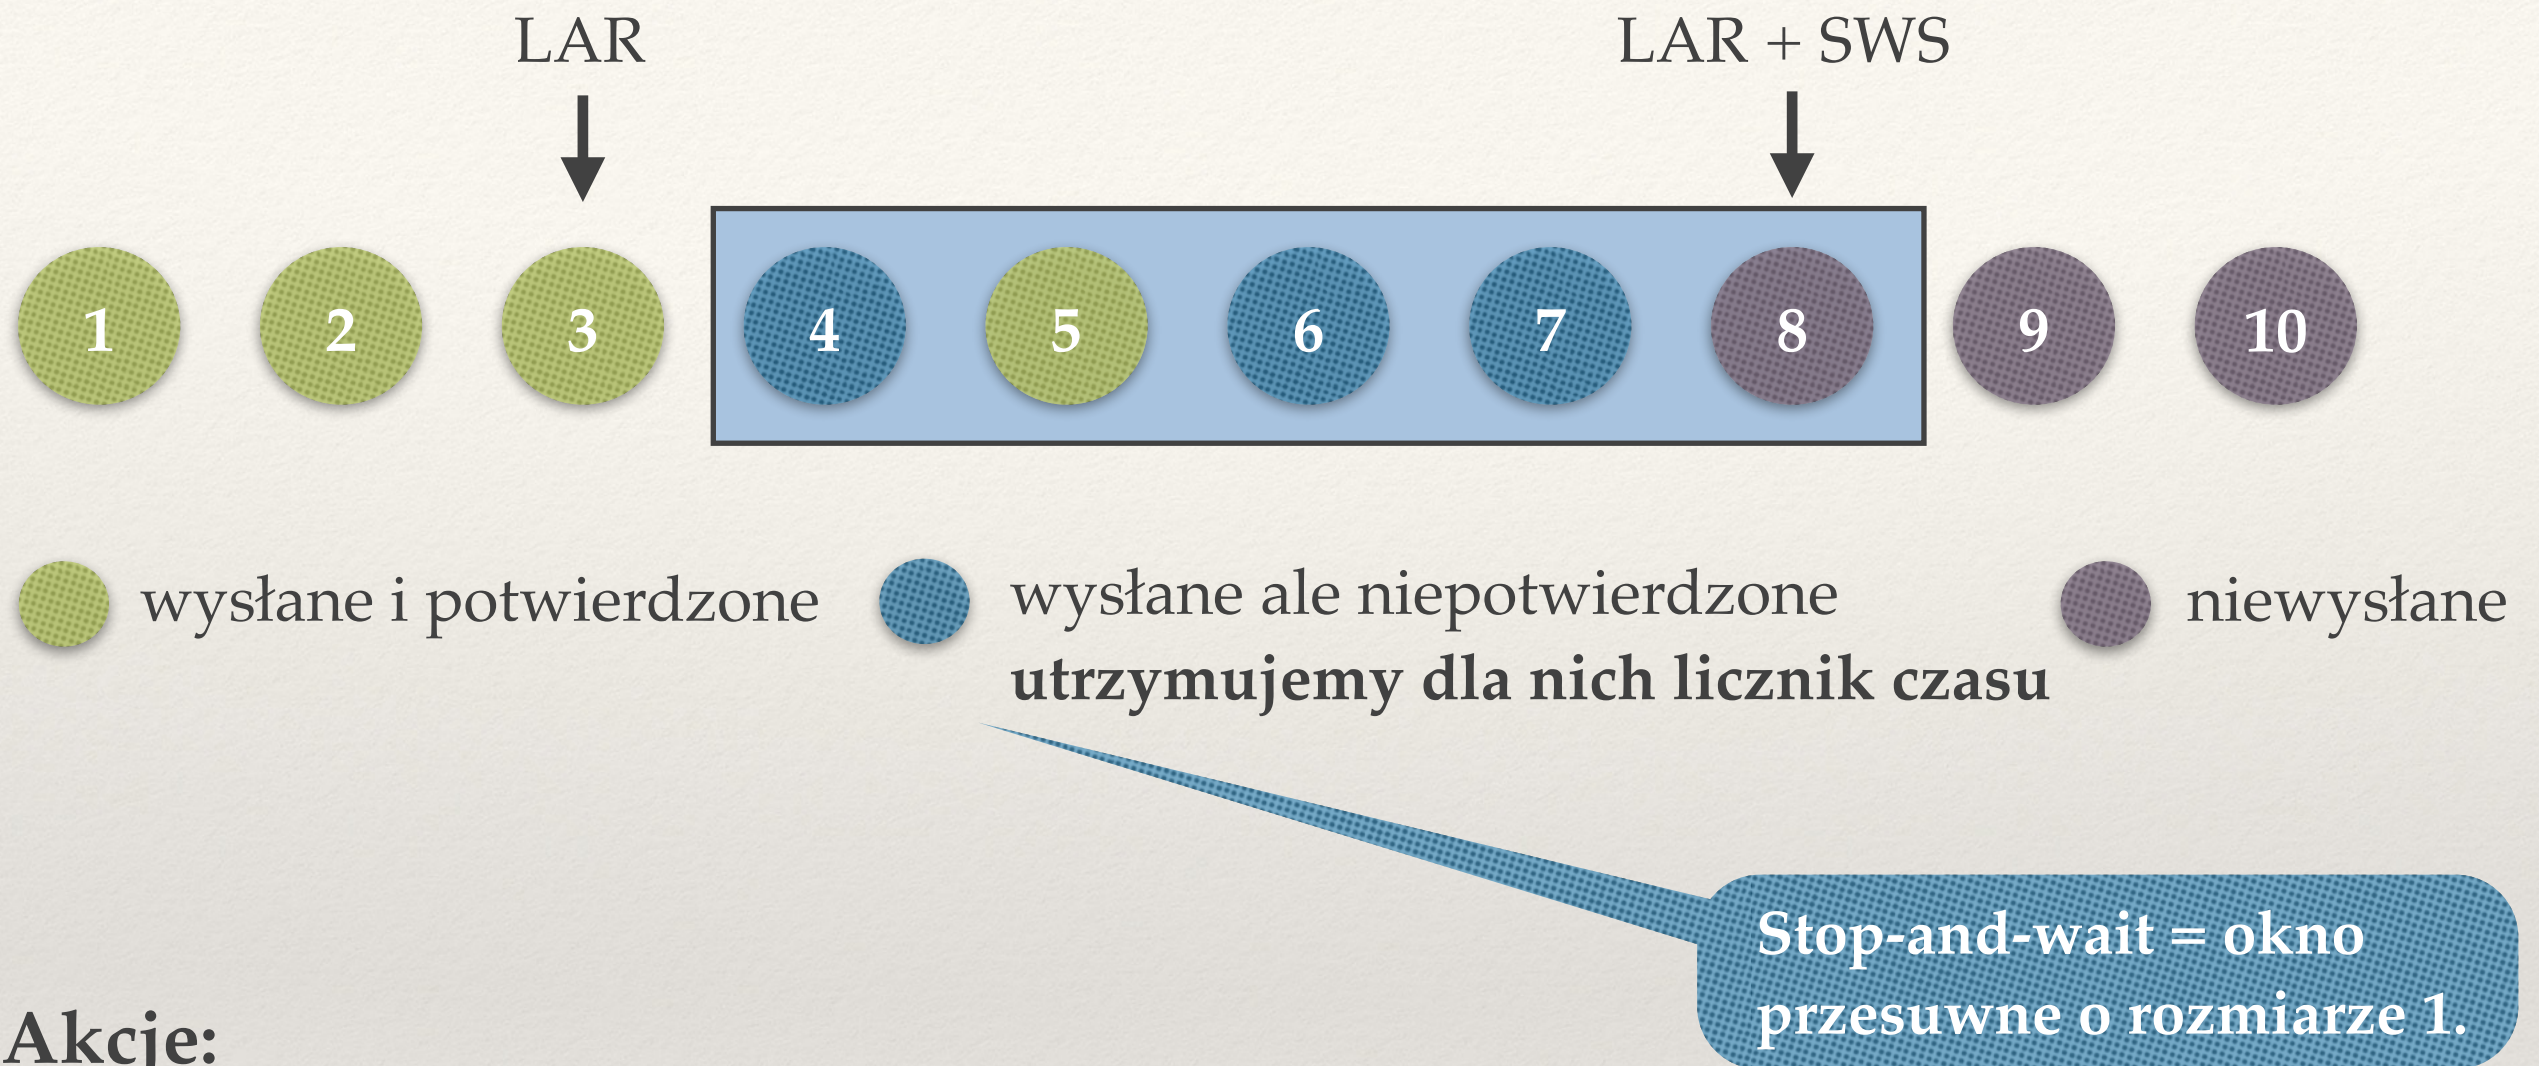 LAR
LAR + SWS
1 2 3 4 5 6 7 8 9 10
wysłane i potwierdzone
wysłane ale niepotwierdzone
utrzymujemy dla nich licznik czasu
niewysłane
Stop-and-wait = okno
przesuwne o rozmiarze 1.
Akcje: